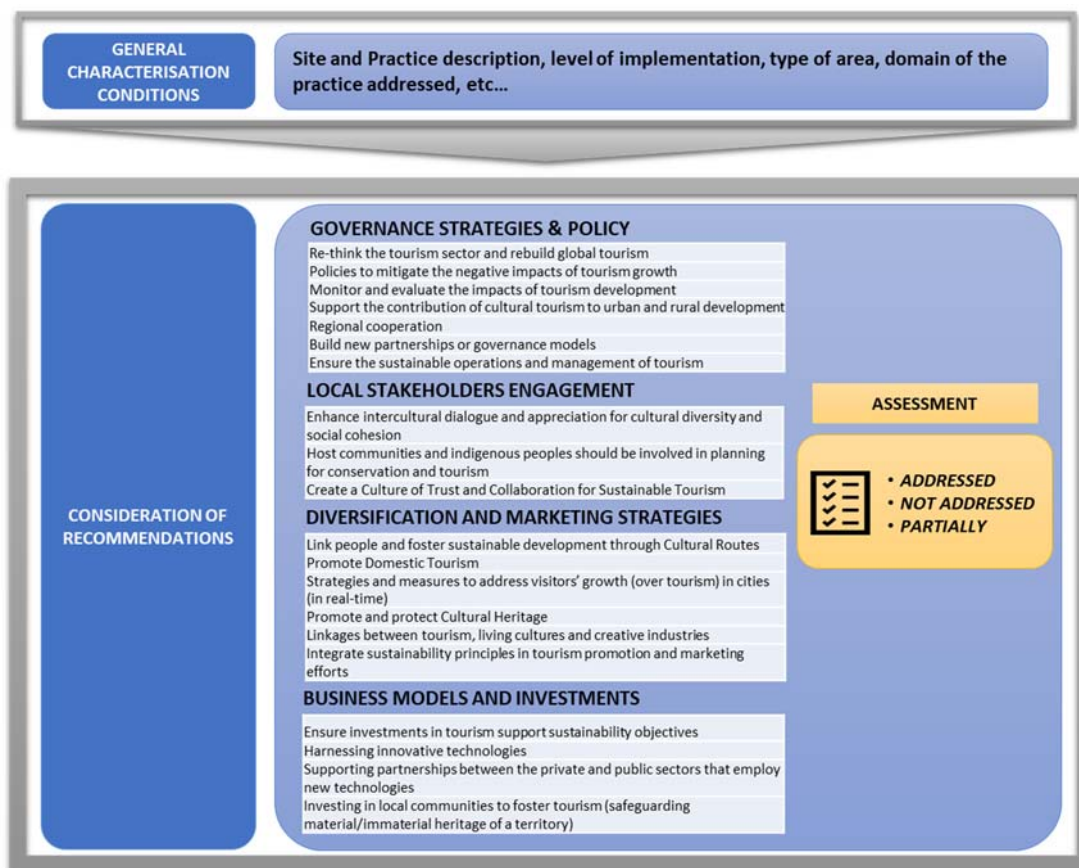 GENERAL
CHARACTERISATION
CONDITIONS
Site and Practice description, level of implementation, type of area, domain of the
practice addressed, etc...
CONSIDERATION OF
RECOMMENDATIONS
GOVERNANCE STRATEGIES & POLICY
Re-think the tourism sector and rebuild global tourism
Policies to mitigate the negative impacts of tourism growth
Monitor and evaluate the impacts of tourism development
Support the contribution of cultural tourism to urban and rural development
Regional cooperation
Build new partnerships or governance models
Ensure the sustainable operations and management of tourism
LOCAL STAKEHOLDERS ENGAGEMENT
Enhance intercultural dialogue and appreciation for cultural diversity and
social cohesion
Host communities and indigenous peoples should be involved in planning
for conservation and tourism
Create a Culture of Trust and Collaboration for Sustainable Tourism
DIVERSIFICATION AND MARKETING STRATEGIES
Link people and foster sustainable development through Cultural Routes
Promote Domestic Tourism
Strategies and measures to address visitors' growth (over tourism) in cities
(in real-time)
Promote and protect Cultural Heritage
Linkages between tourism, living cultures and creative industries
Integrate sustainability principles in tourism promotion and marketing
efforts
BUSINESS MODELS AND INVESTMENTS
Ensure investments in tourism support sustainability objectives
Harnessing innovative technologies
Supporting partnerships between the private and public sectors that employ
new technologies
Investing in local communities to foster tourism (safeguarding
material/immaterial heritage of a territory)
ASSESSMENT
• ADDRESSED
• NOT ADDRESSED
• PARTIALLY